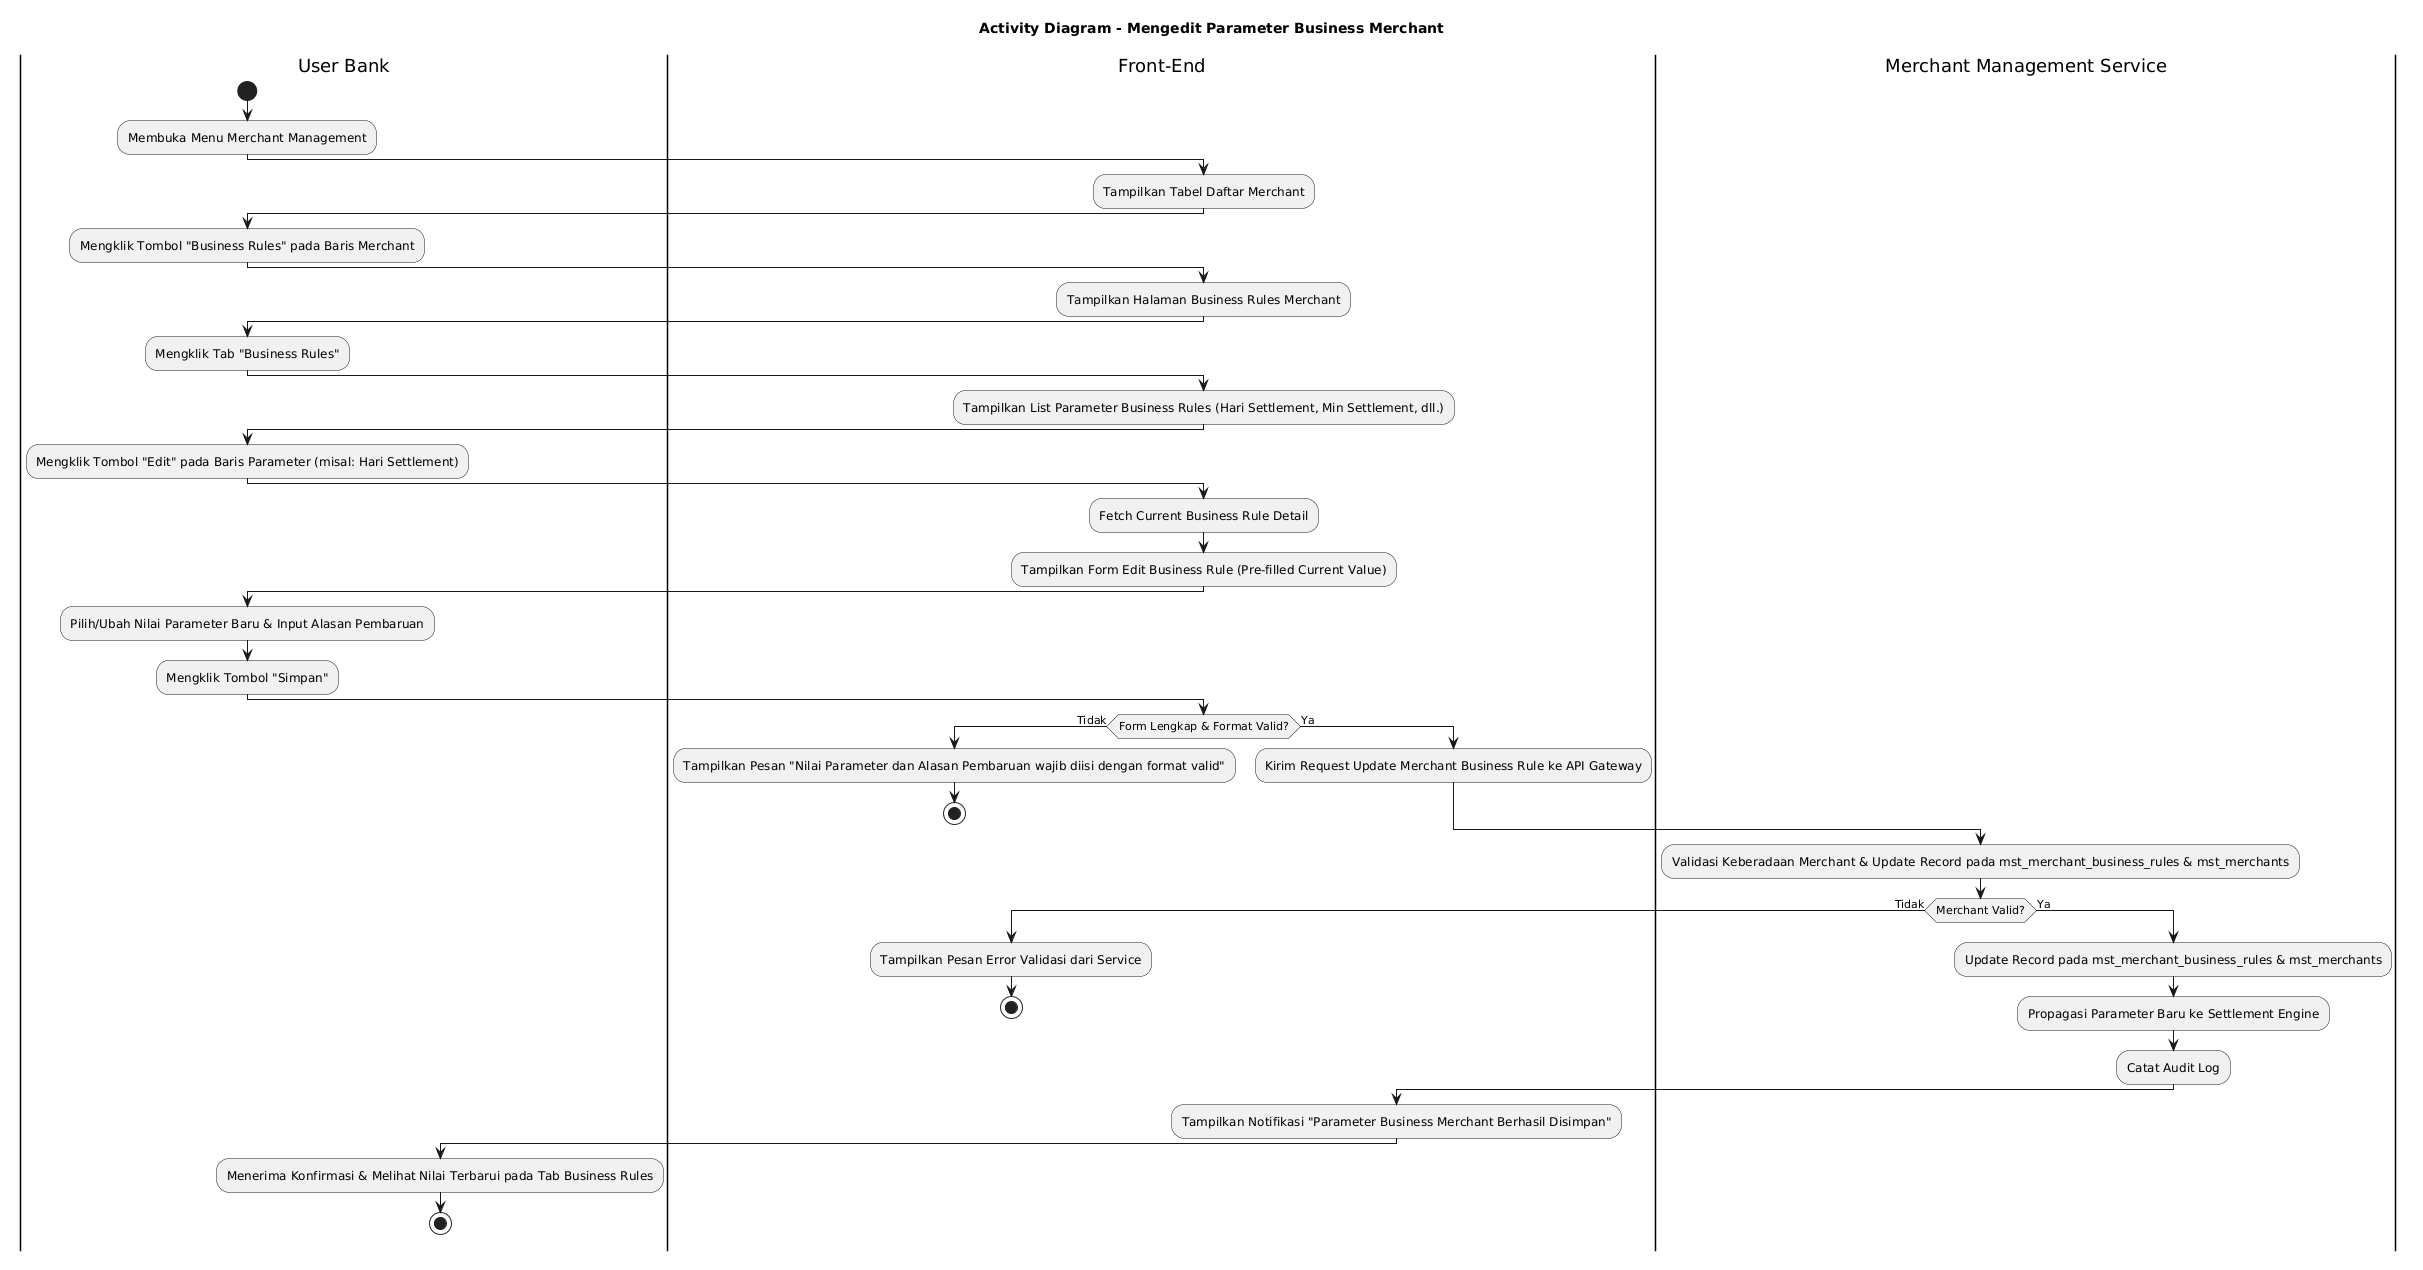 Activity Diagram - Mengedit Parameter Business Merchant
User Bank
Front-End
Merchant Management Service
Membuka Menu Merchant Management
Tampilkan Tabel Daftar Merchant
Mengklik Tombol "Business Rules" pada Baris Merchant
Tampilkan Halaman Business Rules Merchant
Mengklik Tab "Business Rules"
Tampilkan List Parameter Business Rules (Hari Settlement, Min Settlement, dll.)
Mengklik Tombol "Edit" pada Baris Parameter (misal: Hari Settlement)
Fetch Current Business Rule Detail
Tampilkan Form Edit Business Rule (Pre-filled Current Value)
Pilih/Ubah Nilai Parameter Baru & Input Alasan Pembaruan
Mengklik Tombol "Simpan"
Tidak
Form Lengkap & Format Valid?
Ya
Tampilkan Pesan "Nilai Parameter dan Alasan Pembaruan wajib diisi dengan format valid"
Kirim Request Update Merchant Business Rule ke API Gateway
Validasi Keberadaan Merchant & Update Record pada mst_merchant_business_rules & mst_merchants
Tidak
Merchant Valid?
Ya
Tampilkan Pesan Error Validasi dari Service
Update Record pada mst_merchant_business_rules & mst_merchants
Propagasi Parameter Baru ke Settlement Engine
Catat Audit Log
Tampilkan Notifikasi "Parameter Business Merchant Berhasil Disimpan"
Menerima Konfirmasi & Melihat Nilai Terbarui pada Tab Business Rules